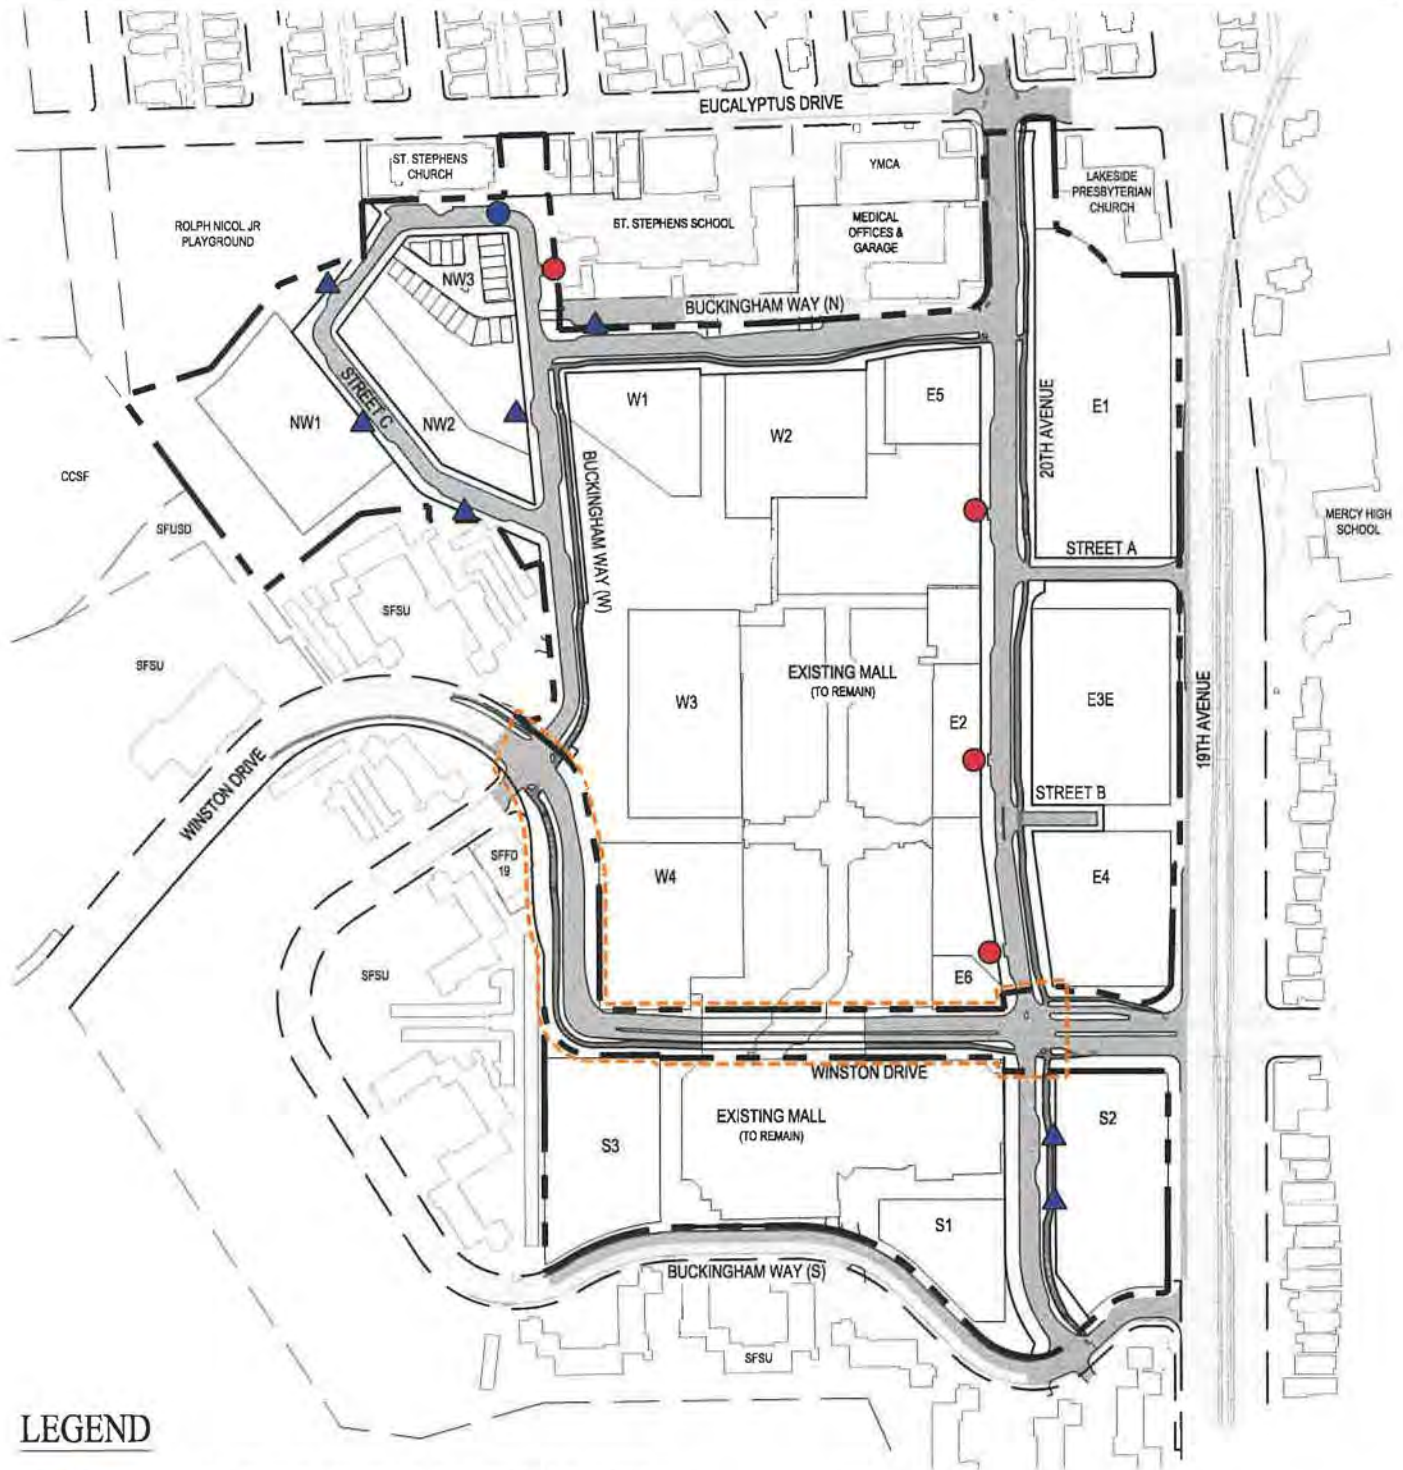 EUCALYPTUS DRIVE
ST. STEPHENS
CHURCH
YMCA
LAKESIDE
PRESBYTERIAN
CHURCH
ROLPH NICOL JR
PLAYGROUND
ST. STEPHENS SCHOOL
MEDICAL
OFFICES &
GARAGE
NW3
BUCKINGHAM WAY (N)
STREET C
NW1
NW2
W1
W2
E5
20TH AVENUE
E1
CCSF
SFUSD
BUCKINGHAM WAY (W)
MERCY HIGH
SCHOOL
STREET A
SFSU
SFSU
EXISTING MALL
(TO REMAIN)
W3
E2
E3E
19TH AVENUE
WINSTON DRIVE
STREET B
SFFD
19
W4
E4
SFSU
E6
WINSTON DRIVE
EXISTING MALL
(TO REMAIN)
S3
S2
S1
BUCKINGHAM WAY (S)
SFSU
LEGEND